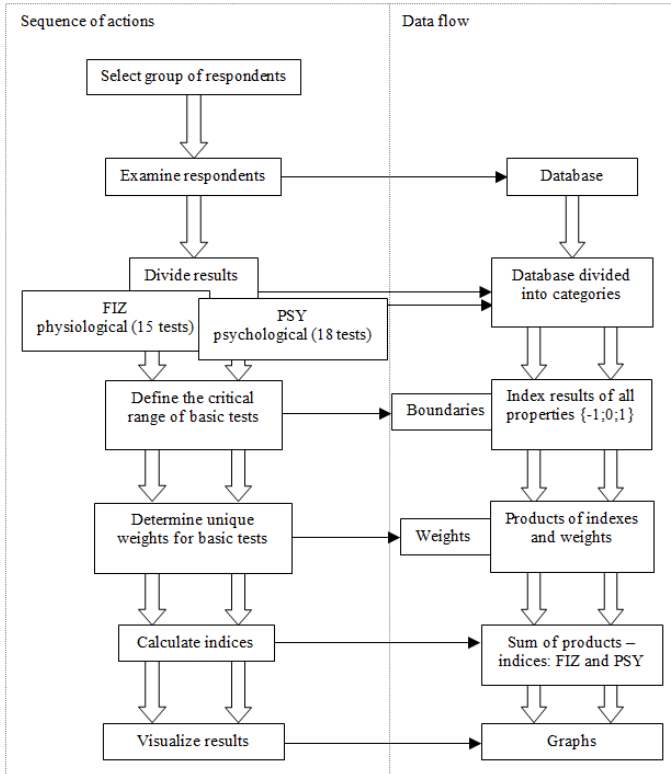 Sequence of actions
Data flow
Select group of respondents
Examine respondents
Database
Divide results
FIZ
physiological (15 tests)
PSY
psychological (18 tests)
Database divided
into categories
Define the critical
range of basic tests
Boundaries
Index results of all
properties {-1;0;1}
Determine unique
weights for basic tests
Weights
Products of indexes
and weights
Calculate indices
Sum of products –
indices: FIZ and PSY
Visualize results
Graphs